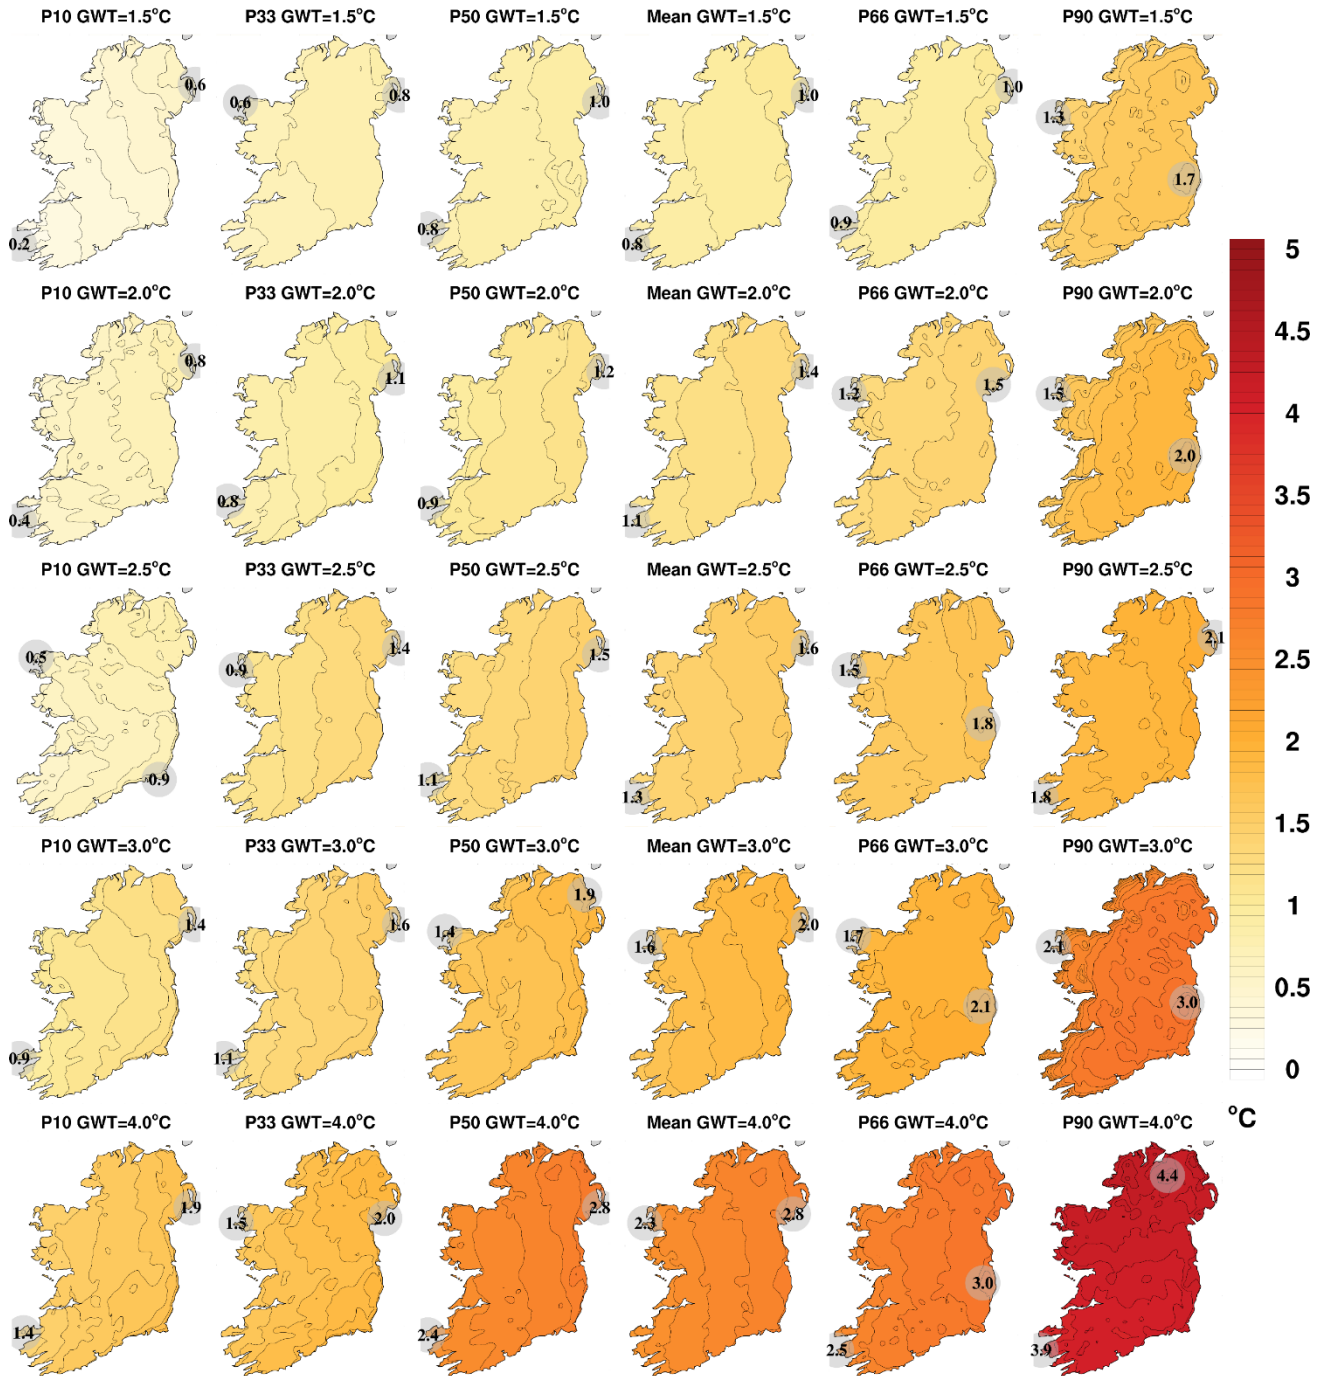 P10 GWT=1.5°C P33 GWT=1.5°C P50 GWT=1.5°C Mean GWT=1.5°C P66 GWT=1.5°C P90 GWT=1.5°C
0.6 0.6 0.8 1.0 1.0 1.0 1.3
1.7
0.2 0.8 0.8 0.9
P10 GWT=2.0°C P33 GWT=2.0°C P50 GWT=2.0°C Mean GWT=2.0°C P66 GWT=2.0°C P90 GWT=2.0°C
0.8 1.1 1.2 1.4 1.2 1.5 1.5
2.0
0.4 0.8 0.9 1.1
P10 GWT=2.5°C P33 GWT=2.5°C P50 GWT=2.5°C Mean GWT=2.5°C P66 GWT=2.5°C P90 GWT=2.5°C
0.5 0.9 1.4 1.5 1.6 1.5 2.1
1.8
0.9 1.1 1.3 1.8
P10 GWT=3.0°C P33 GWT=3.0°C P50 GWT=3.0°C Mean GWT=3.0°C P66 GWT=3.0°C P90 GWT=3.0°C
1.4 1.6 1.4 1.9 1.6 2.0 1.7 2.1
2.1 3.0
0.9 1.1
P10 GWT=4.0°C P33 GWT=4.0°C P50 GWT=4.0°C Mean GWT=4.0°C P66 GWT=4.0°C P90 GWT=4.0°C
4.4
1.9 1.5 2.0 2.8 2.3 2.8
3.0
1.4 2.4 2.5 3.9
5
4.5
4
3.5
3
2.5
2
1.5
1
0.5
0
°C